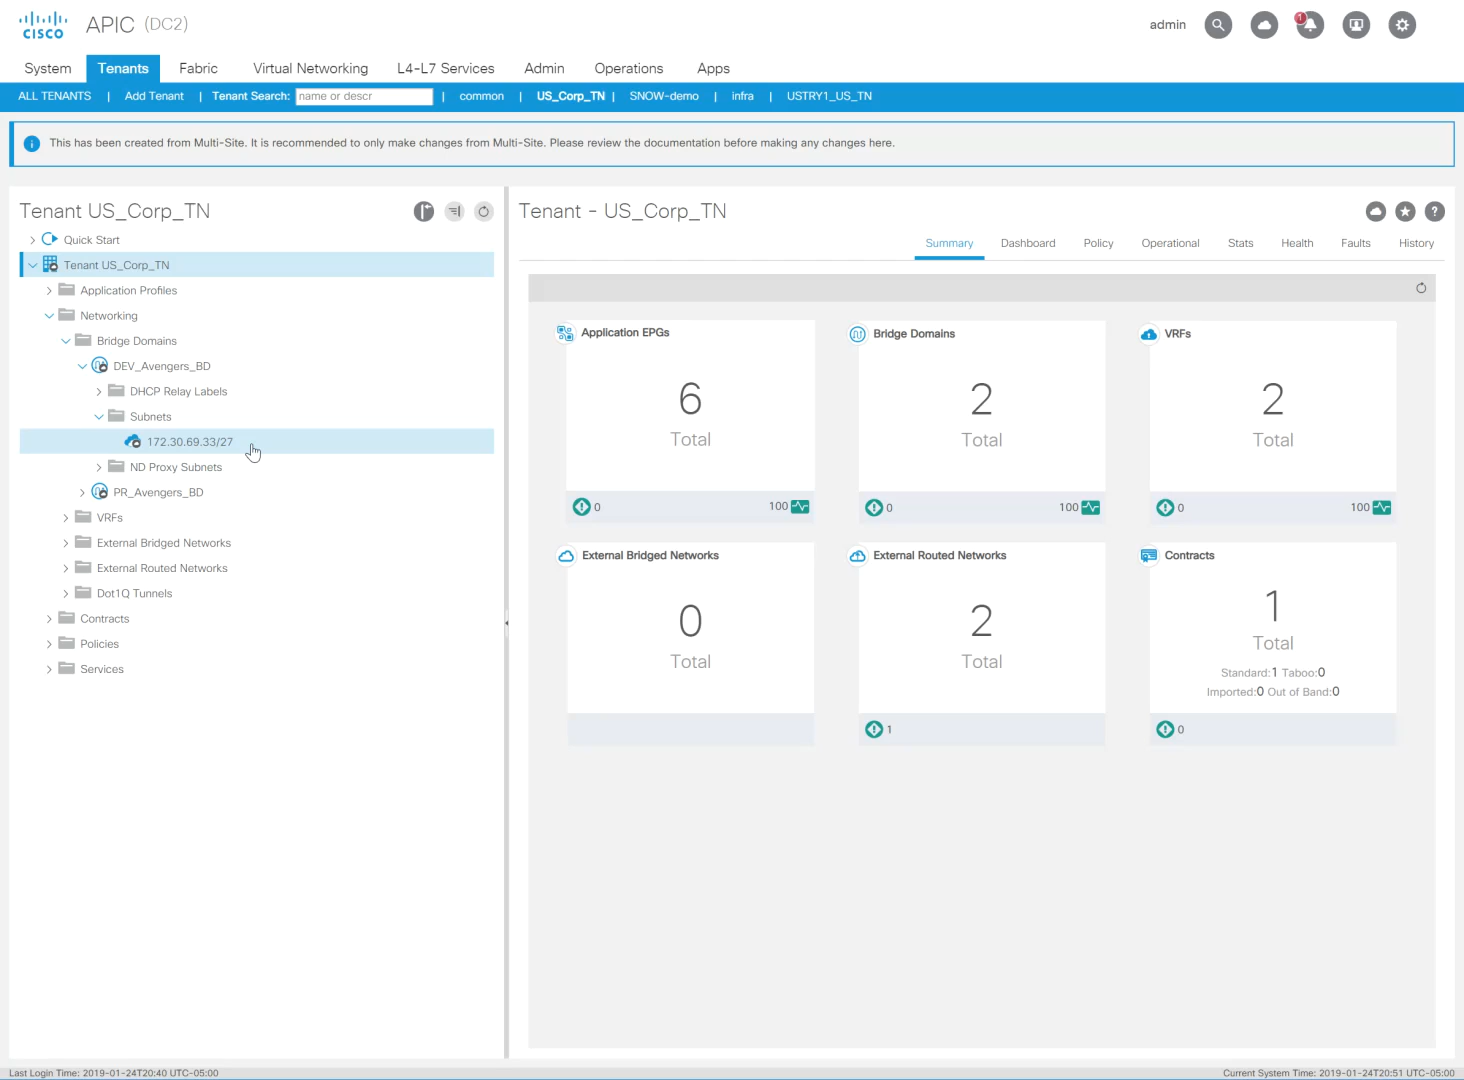 CISCO
APIC (DC2)
admin
1
System Tenants Fabric Virtual Networking L4-L7 Services Admin Operations Apps
ALL TENANTS | Add Tenant | Tenant Search: name or descr | common | US_Corp_TN | SNOW-demo | infra | USTRY1_US_TN
This has been created from Multi-Site. It is recommended to only make changes from Multi-Site. Please review the documentation before making any changes here.
Tenant US_Corp_TN
Quick Start
Tenant US_Corp_TN
Application Profiles
Networking
Bridge Domains
DEV_Avengers_BD
DHCP Relay Labels
Subnets
172.30.69.33/27
ND Proxy Subnets
PR_Avengers_BD
VRFs
External Bridged Networks
External Routed Networks
Dot1Q Tunnels
Contracts
Policies
Services
Tenant - US_Corp_TN
?
Summary Dashboard Policy Operational Stats Health Faults History
Application EPGs
6
Total
0 100
Bridge Domains
2
Total
0 100
VRFs
2
Total
0 100
External Bridged Networks
0
Total
External Routed Networks
2
Total
1
Contracts
1
Total
Standard:1 Taboo:0
Imported:0 Out of Band:0
0
Last Login Time: 2019-01-24T20:40 UTC-05:00
Current System Time: 2019-01-24T20:51 UTC-05:00